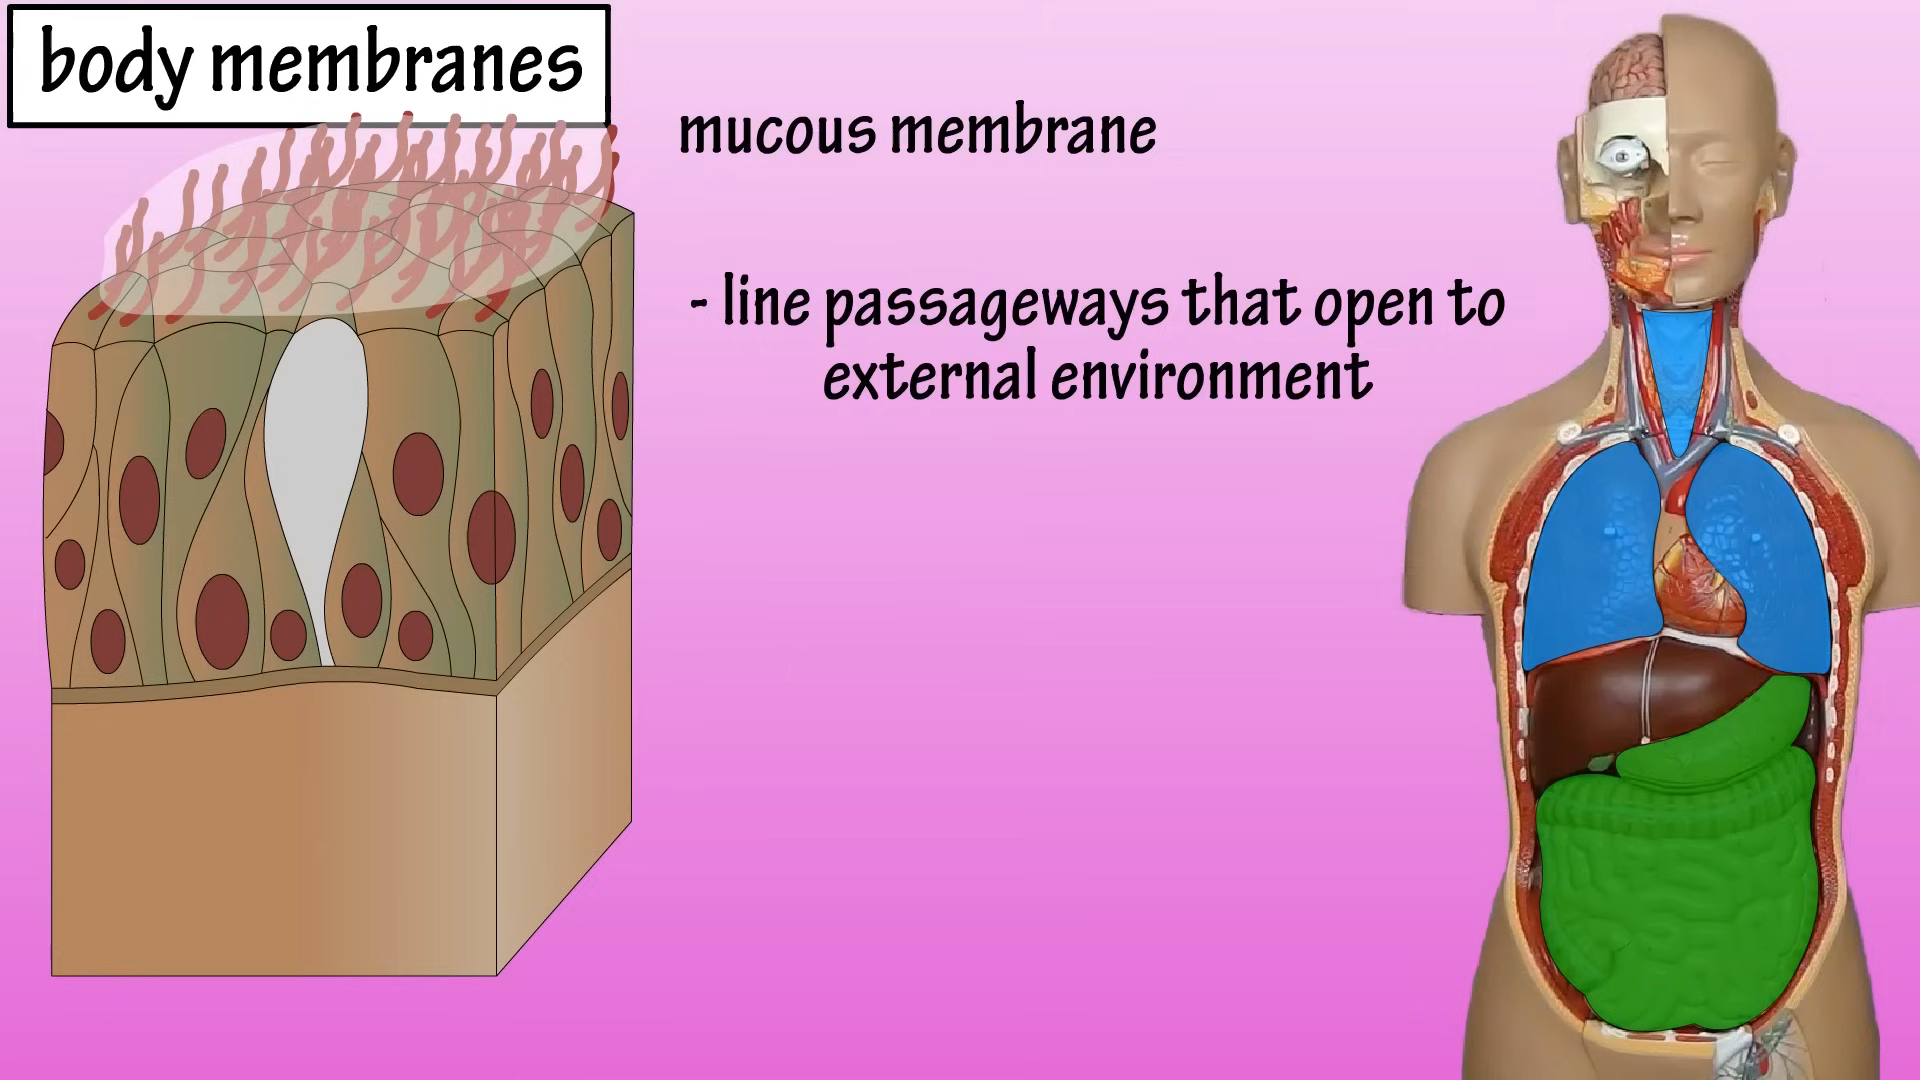 body membranes
mucous membrane
- line passageways that open to
external environment